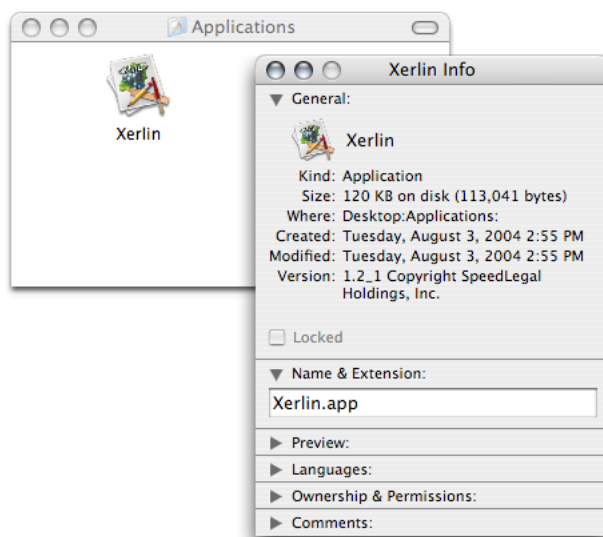 Applications
Xerlin
Xerlin Info
General:
Xerlin
Kind: Application
Size: 120 KB on disk (113,041 bytes)
Where: Desktop:Applications:
Created: Tuesday, August 3, 2004 2:55 PM
Modified: Tuesday, August 3, 2004 2:55 PM
Version: 1.2_1 Copyright SpeedLegal
Holdings, Inc.
Locked
Name & Extension:
Xerlin.app
Preview:
Languages:
Ownership & Permissions:
Comments: